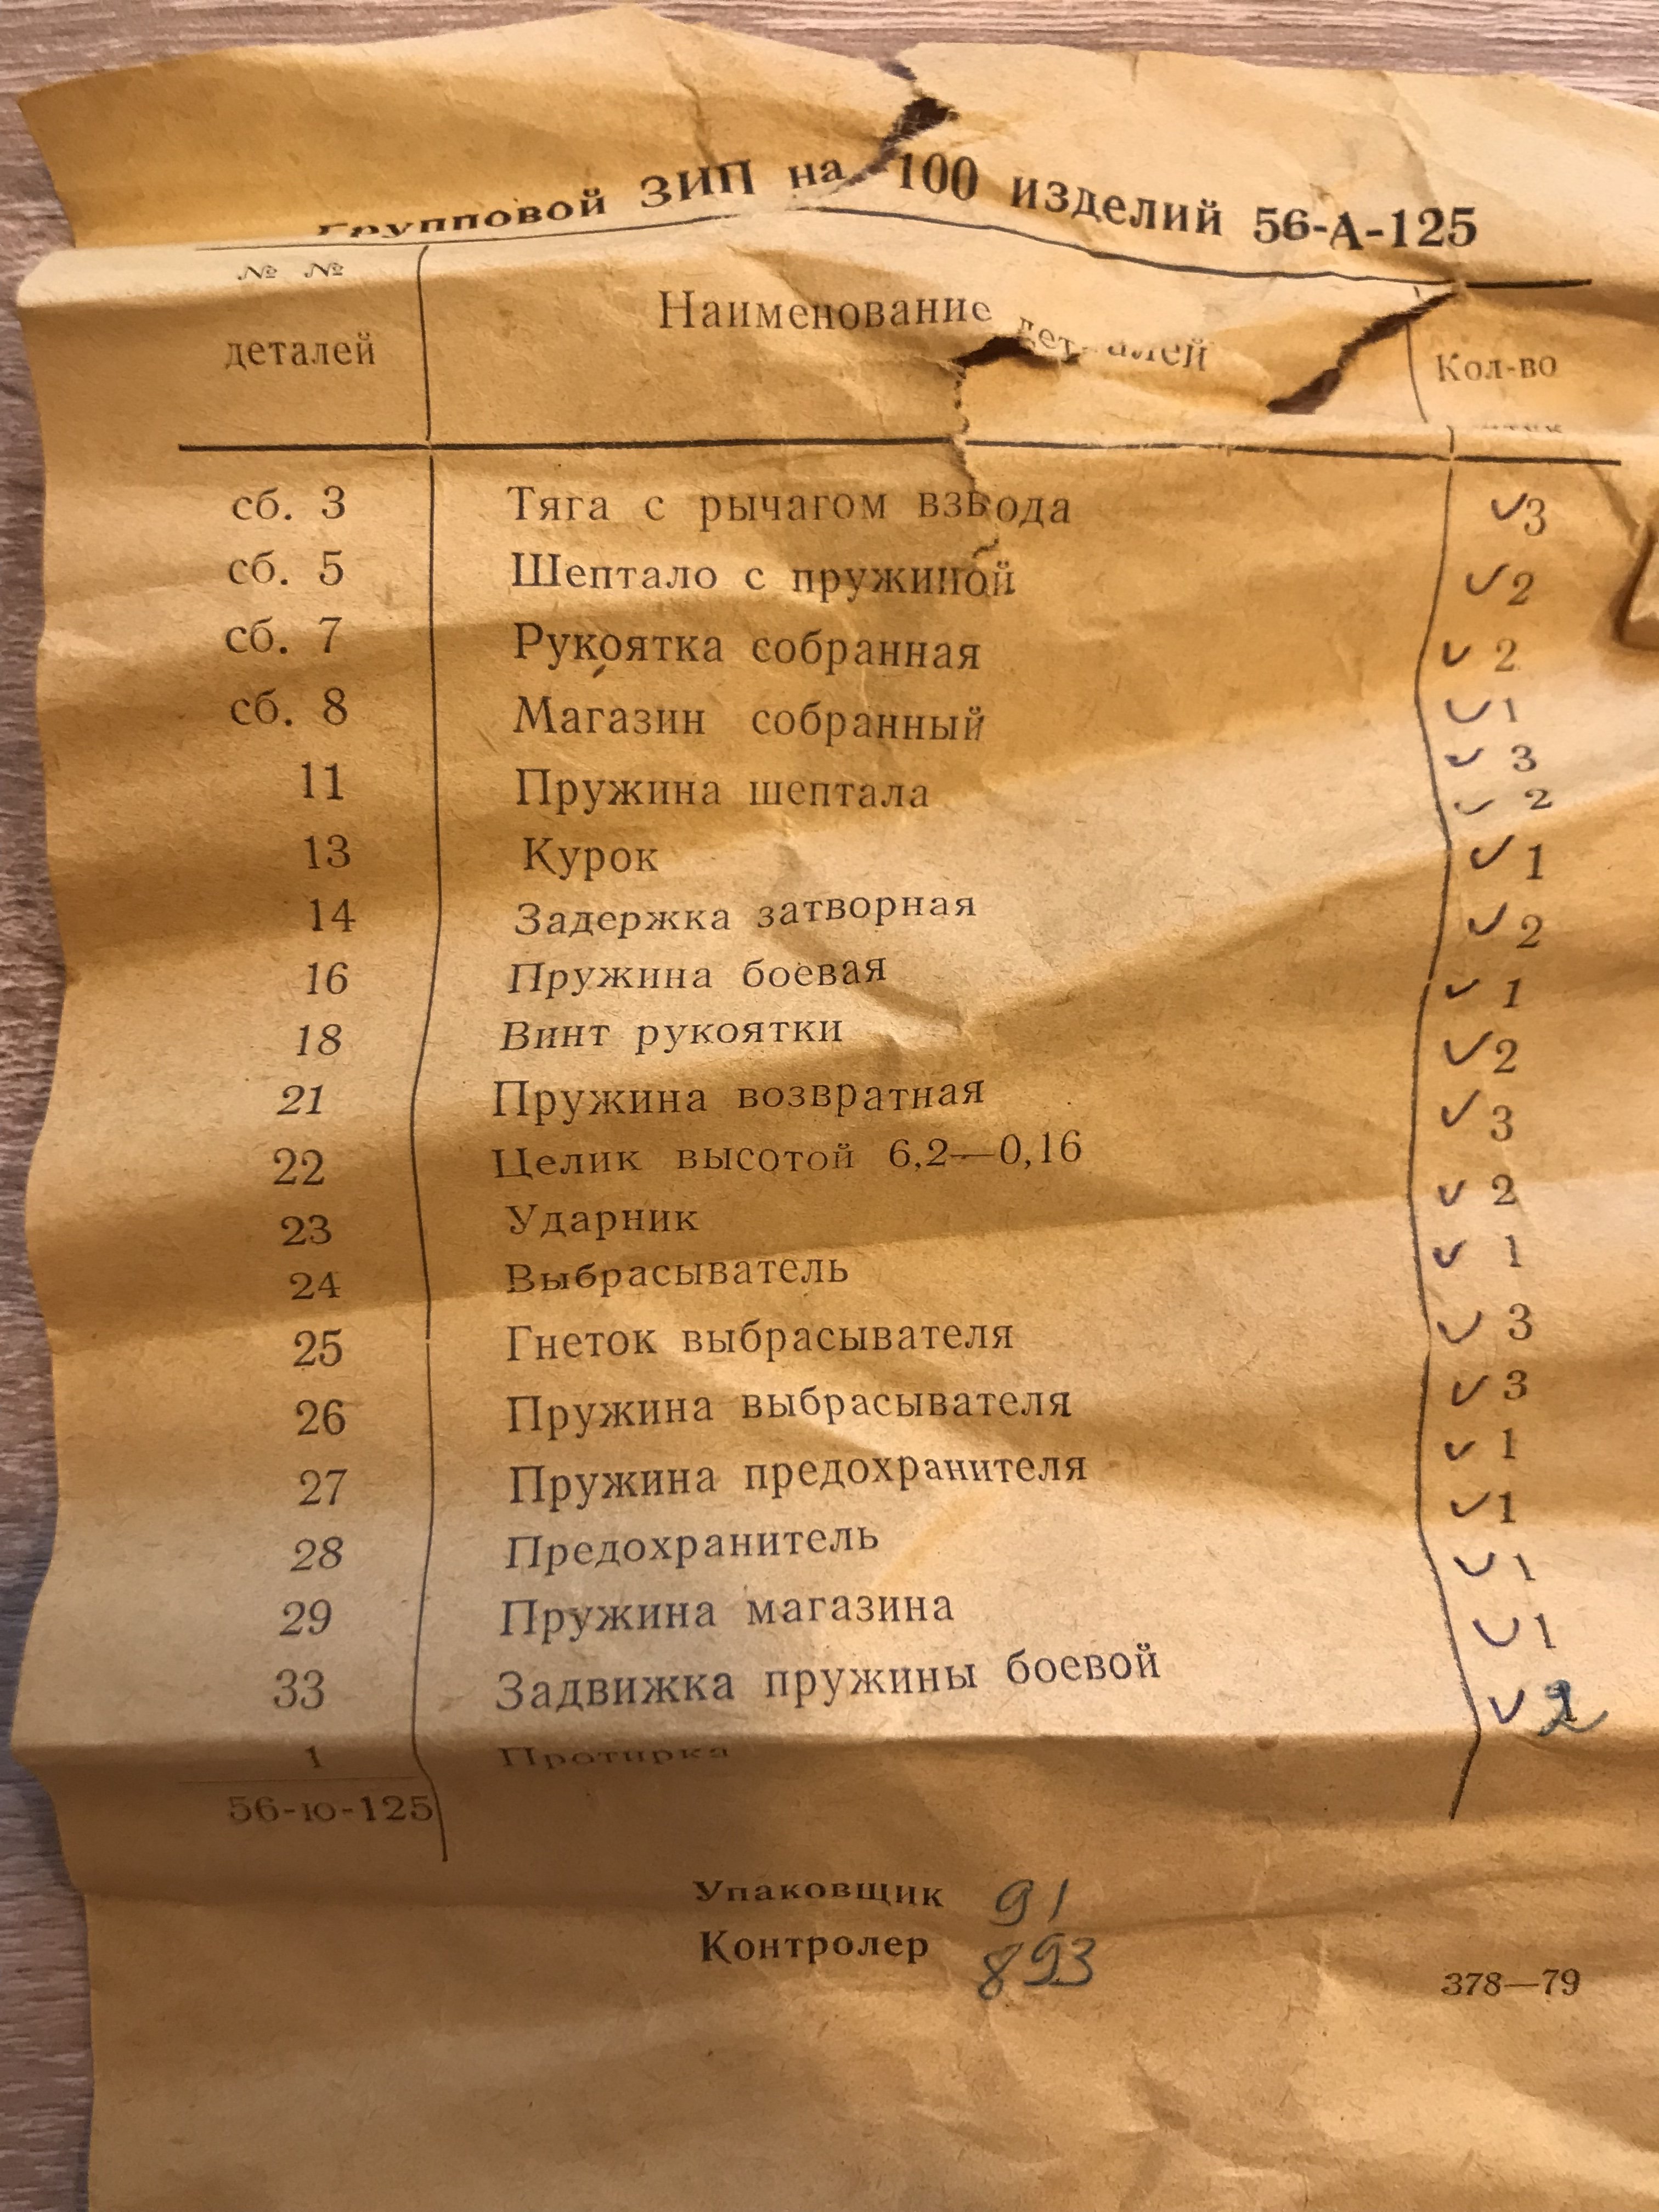 Групповой ЗИП на 100 изделий 56-А-125
№ № деталей Наименование деталей Кол-во
сб. 3 Тяга с рычагом взвода ✓ 3
сб. 5 Шептало с пружиной ✓ 2
сб. 7 Рукоятка собранная ✓ 2
сб. 8 Магазин собранный ✓ 1
11 Пружина шептала ✓ 3
13 Курок ✓ 2
14 Задержка затворная ✓ 1
16 Пружина боевая ✓ 2
18 Винт рукоятки ✓ 1
21 Пружина возвратная ✓ 2
22 Целик высотой 6,2—0,16 ✓ 3
23 Ударник ✓ 2
24 Выбрасыватель ✓ 1
25 Гнеток выбрасывателя ✓ 3
26 Пружина выбрасывателя ✓ 3
27 Пружина предохранителя ✓ 1
28 Предохранитель ✓ 1
29 Пружина магазина ✓ 1
33 Задвижка пружины боевой ✓ 1
1 Протирка ✓ 2
56-ю-125
Упаковщик 91
Контролер 893
378—79